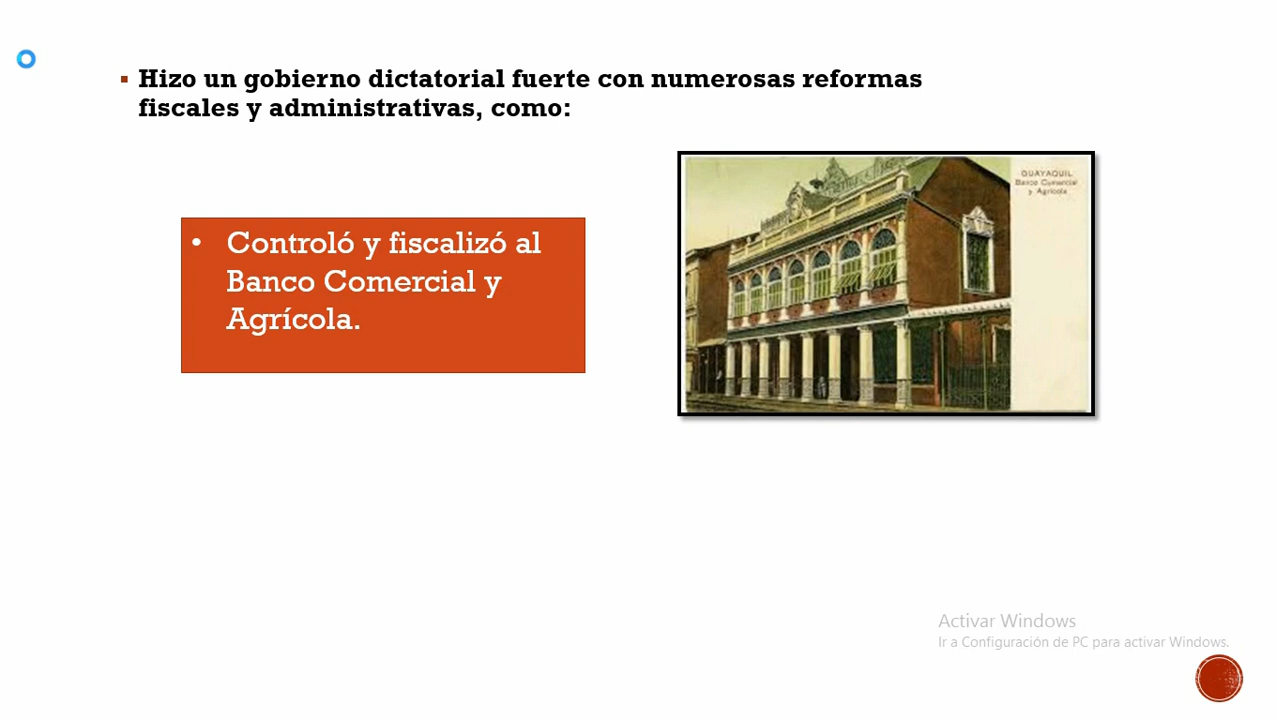 Hizo un gobierno dictatorial fuerte con numerosas reformas
fiscales y administrativas, como:
GUAYAQUIL
Banco Comercial
y Agrícola
• Controló y fiscalizó al
Banco Comercial y
Agrícola.
Activar Windows
Ir a Configuración de PC para activar Windows.